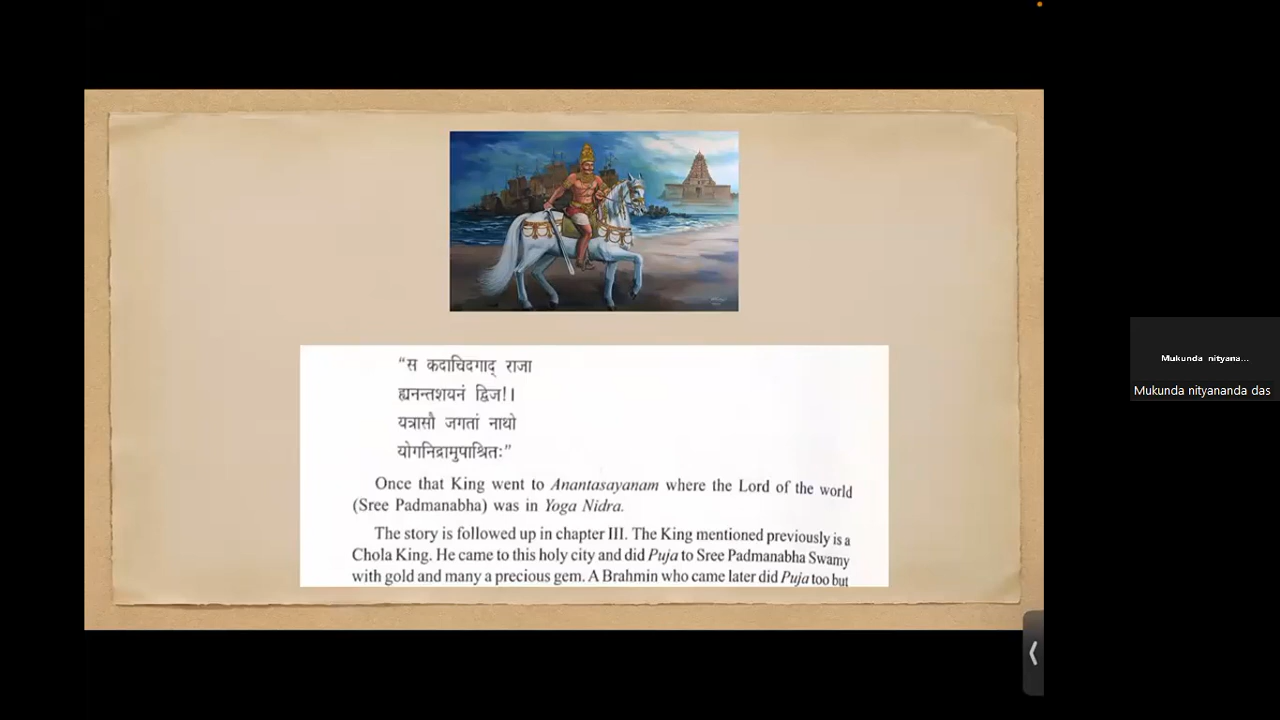 “स कदाचिदगाद् राजा
ह्यनन्तशयनं द्विज!।
यत्रासौ जगतां नाथो
योगनिद्रामुपाश्रितः”
Once that King went to Anantasayanam where the Lord of the world
(Sree Padmanabha) was in Yoga Nidra.
The story is followed up in chapter III. The King mentioned previously is a
Chola King. He came to this holy city and did Puja to Sree Padmanabha Swamy
with gold and many a precious gem. A Brahmin who came later did Puja too but
Mukunda nityana...
Mukunda nityananda das